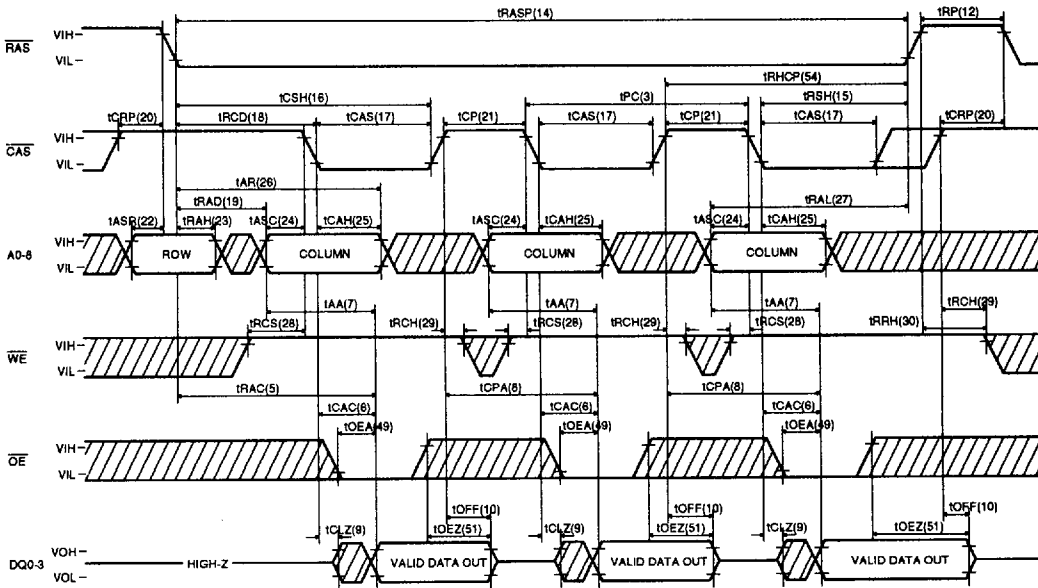 tRASP(14)
tRP(12)
RAS
VIH
VIL
tRHCP(54)
tCSH(16)
tPC(3)
tRSH(15)
tCRP(20)
tRCD(18)
tCAS(17)
tCP(21)
tCAS(17)
tCP(21)
tCAS(17)
tCRP(20)
CAS
VIH
VIL
tAR(26)
tRAD(19)
tRAL(27)
tASR(22)
tRAH(23)
tASC(24)
tCAH(25)
tASC(24)
tCAH(25)
tASC(24)
tCAH(25)
A0-8
VIH
VIL
ROW
COLUMN
COLUMN
COLUMN
tAA(7)
tAA(7)
tAA(7)
tRCH(29)
tRCS(28)
tRCH(29)
tRCS(28)
tRCH(29)
tRCS(28)
tRRH(30)
WE
VIH
VIL
tRAC(5)
tCPA(8)
tCPA(8)
tCAC(6)
tCAC(6)
tCAC(6)
tOEA(49)
tOEA(49)
tOEA(49)
OE
VIH
VIL
tOFF(10)
tOFF(10)
tOFF(10)
tCLZ(9)
tOEZ(51)
tCLZ(9)
tOEZ(51)
tCLZ(9)
tOEZ(51)
DQ0-3
VOH
VOL
HIGH-Z
VALID DATA OUT
VALID DATA OUT
VALID DATA OUT